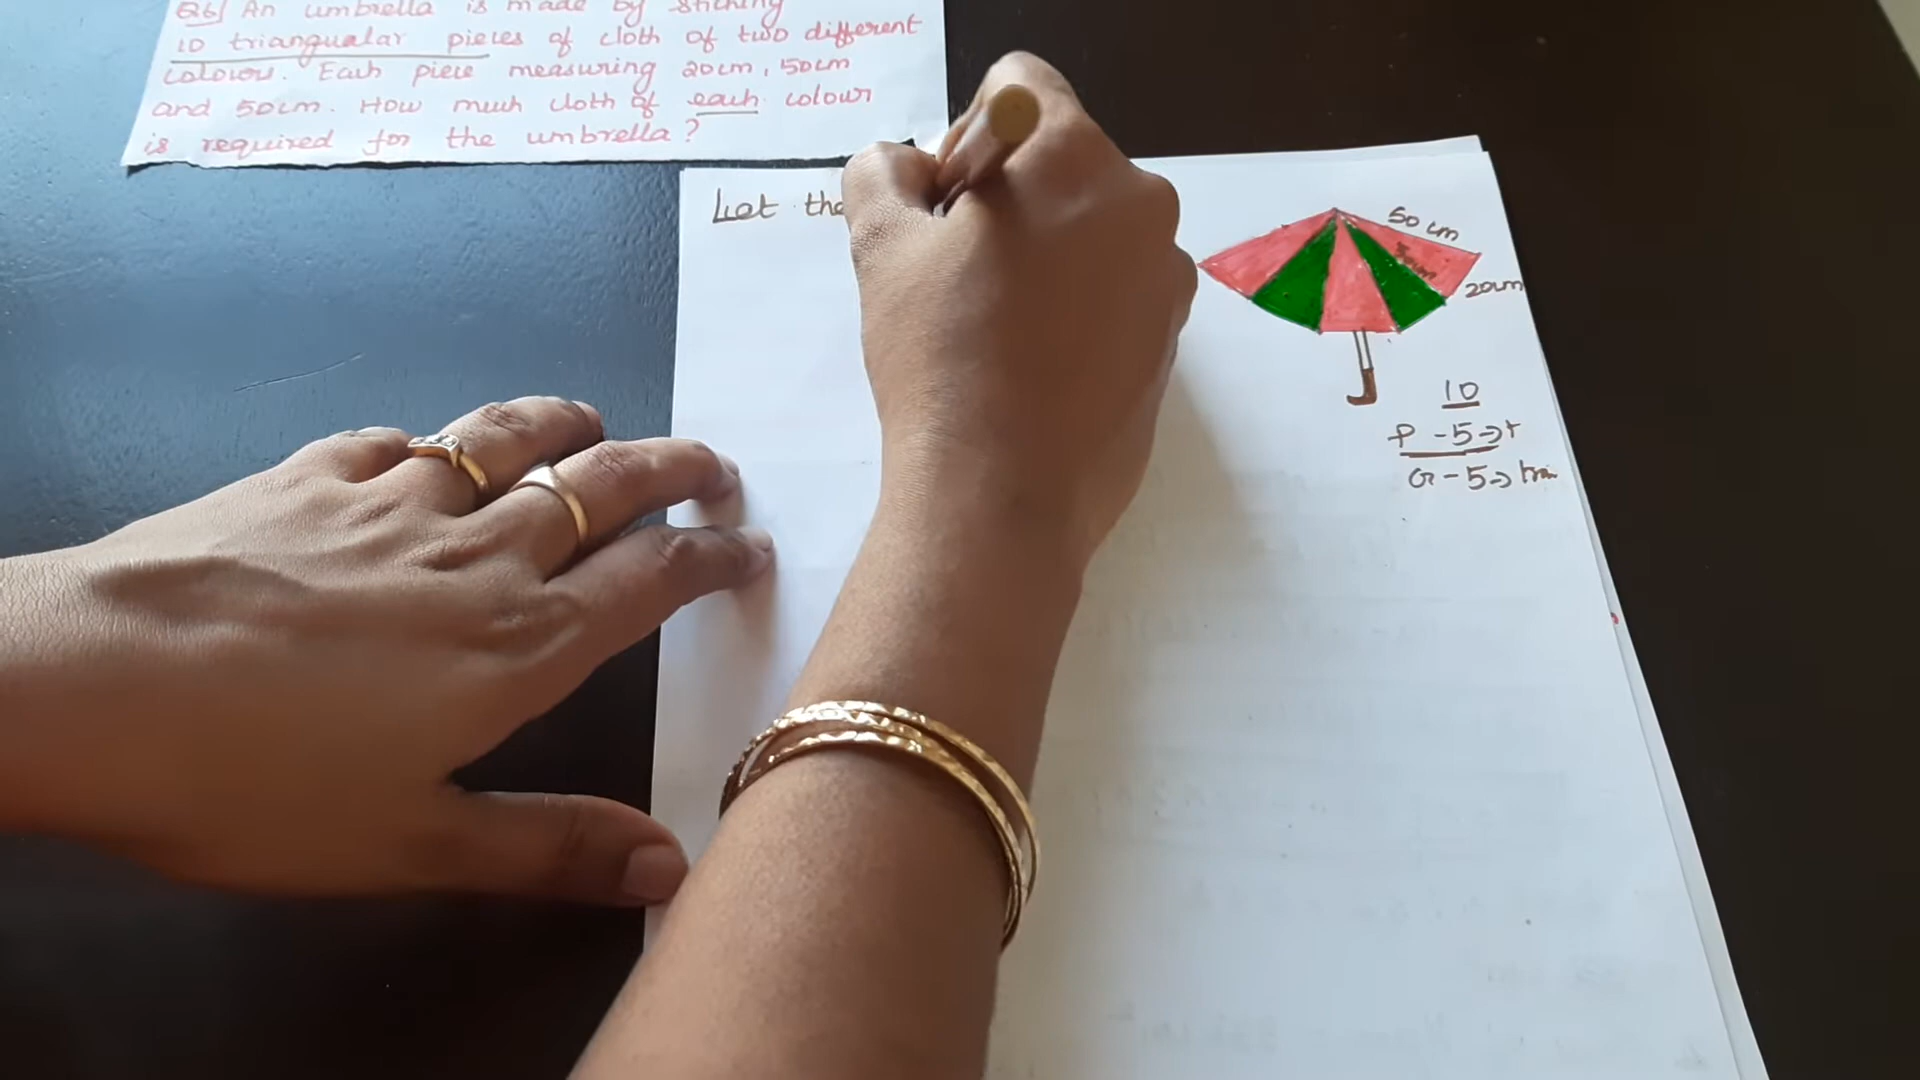 Q6) An umbrella is made by stiching
10 triangualar pieces of cloth of two different
colours. Each piece measuring 20cm, 50cm
and 50cm. How much cloth of each colour
is required for the umbrella?
Let the
50 cm
20cm
10
P - 5 → t
G - 5 → tri